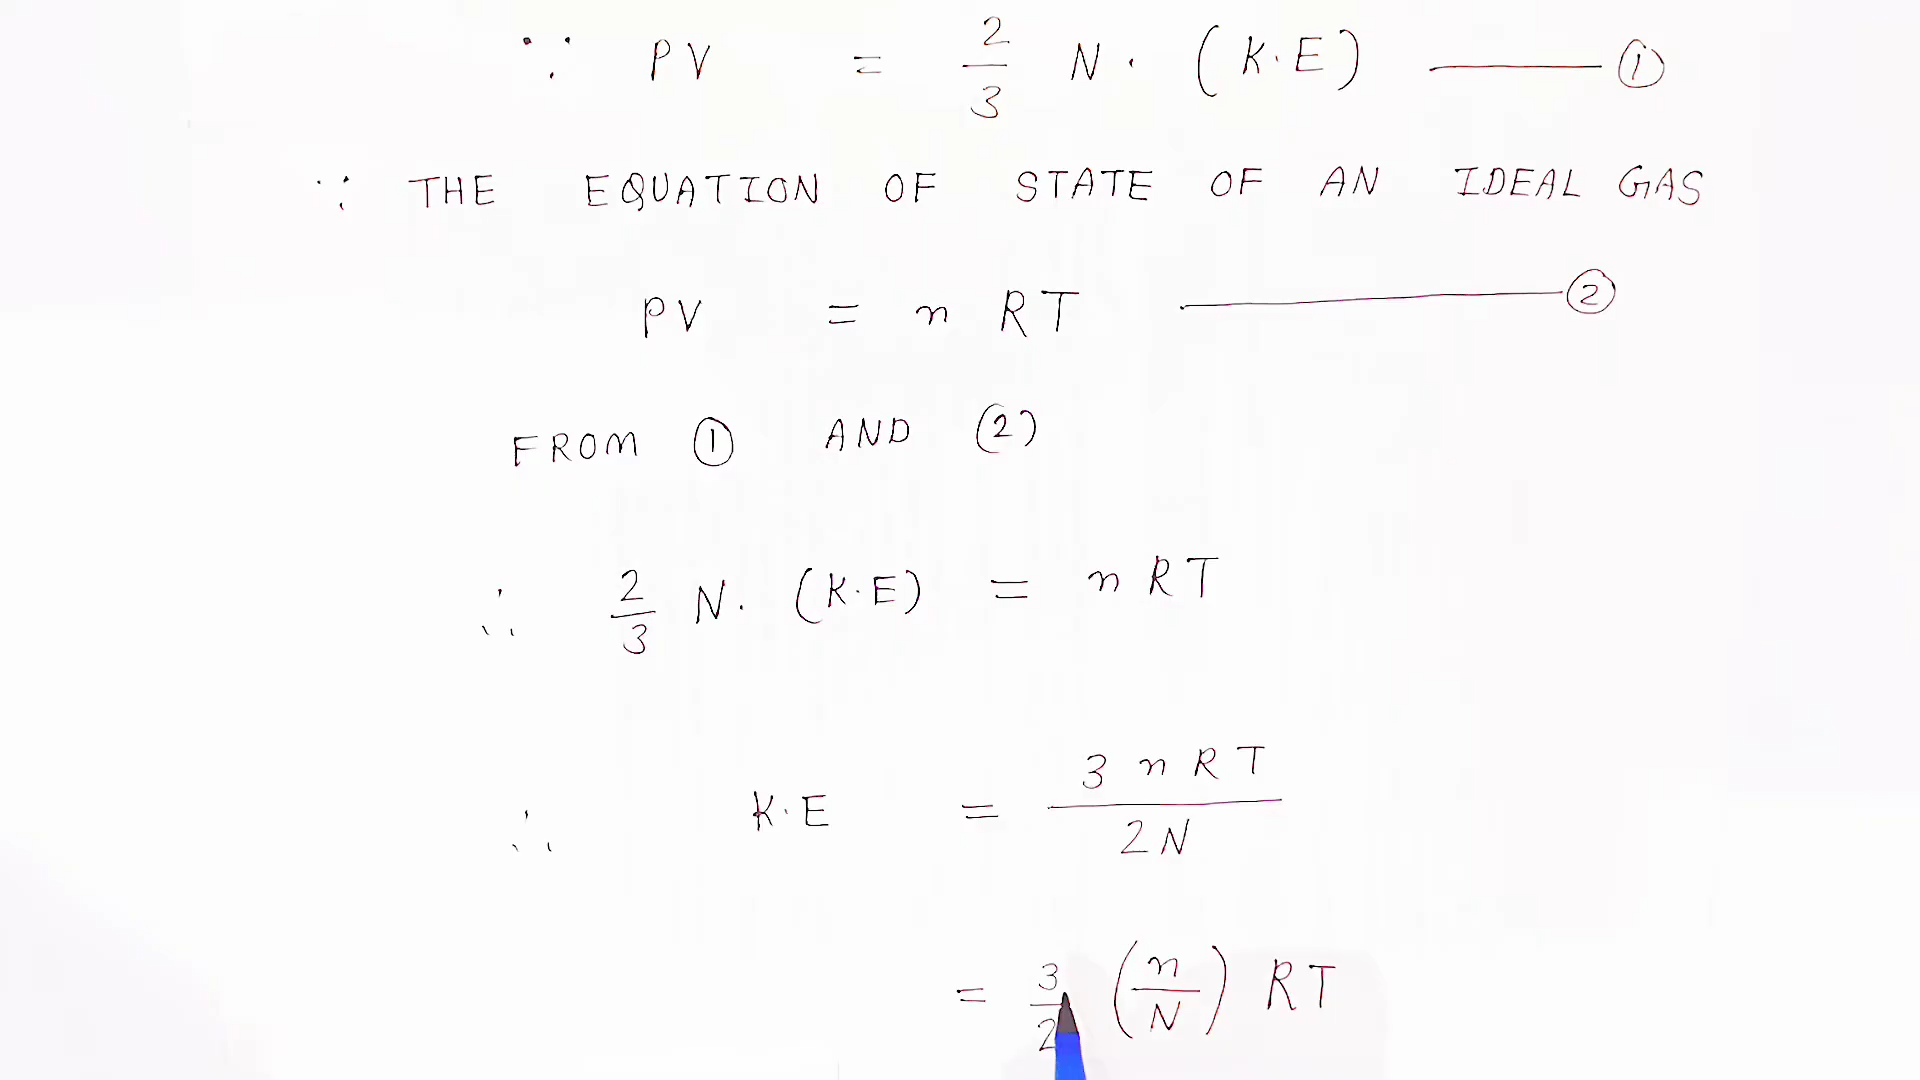 ∵ PV = 2/3 N. (K.E) —— ①
∵ THE EQUATION OF STATE OF AN IDEAL GAS
PV = n RT —— ②
FROM ① AND (2)
∴ 2/3 N. (K.E) = n RT
∴ K.E = 3 n RT / 2N
= 3/2 (n/N) RT